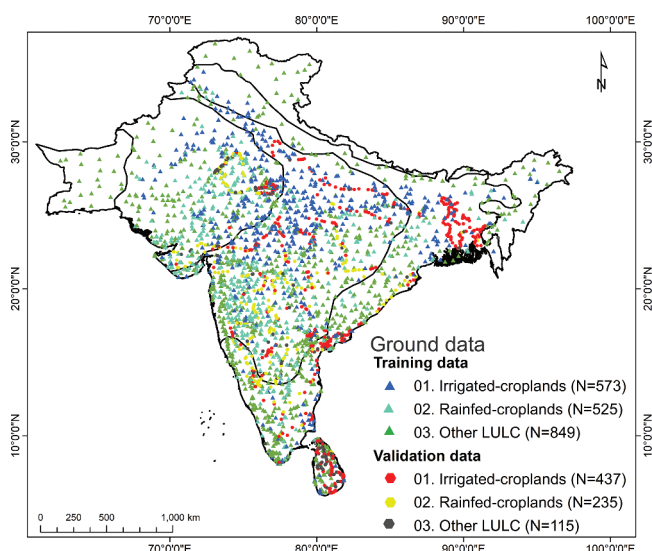 70°0'0"E 80°0'0"E 90°0'0"E 100°0'0"E
N
30°0'0"N 30°0'0"N
20°0'0"N 20°0'0"N
10°0'0"N 10°0'0"N
Ground data
Training data
01. Irrigated-croplands (N=573)
02. Rainfed-croplands (N=525)
03. Other LULC (N=849)
Validation data
01. Irrigated-croplands (N=437)
02. Rainfed-croplands (N=235)
03. Other LULC (N=115)
0 250 500 1,000 km
70°0'0"E 80°0'0"E 90°0'0"E 100°0'0"E